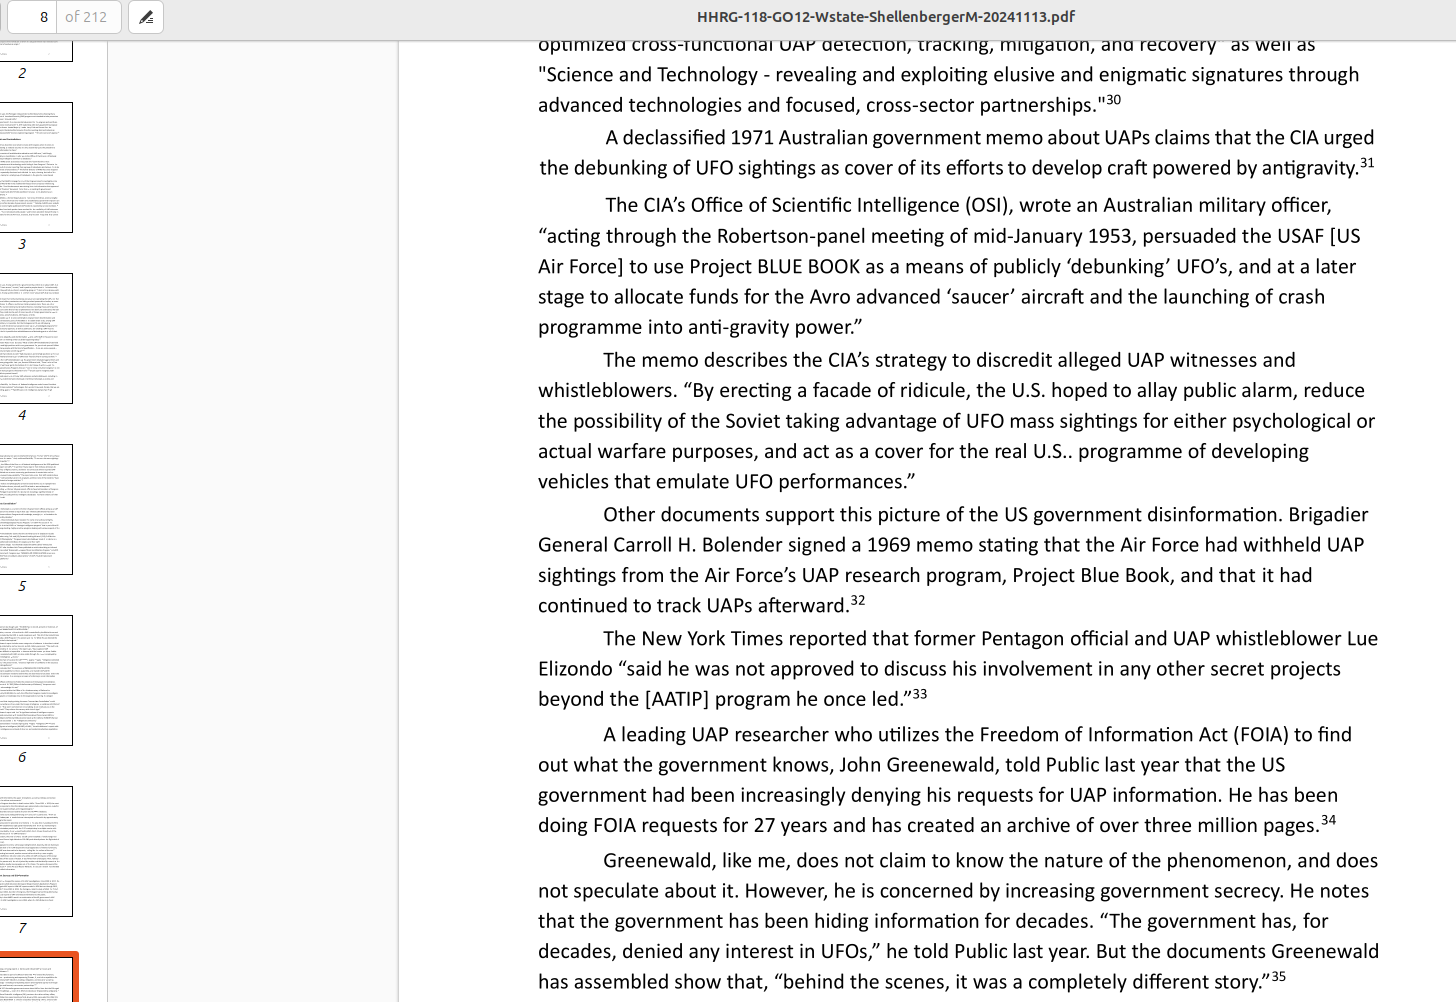 8 of 212
HHRG-118-GO12-Wstate-ShellenbergerM-20241113.pdf
2
3
4
5
6
7
optimized cross-functional UAP detection, tracking, mitigation, and recovery" as well as
"Science and Technology - revealing and exploiting elusive and enigmatic signatures through
advanced technologies and focused, cross-sector partnerships."30
A declassified 1971 Australian government memo about UAPs claims that the CIA urged
the debunking of UFO sightings as cover of its efforts to develop craft powered by antigravity.31
The CIA’s Office of Scientific Intelligence (OSI), wrote an Australian military officer,
“acting through the Robertson-panel meeting of mid-January 1953, persuaded the USAF [US
Air Force] to use Project BLUE BOOK as a means of publicly ‘debunking’ UFO’s, and at a later
stage to allocate funds for the Avro advanced ‘saucer’ aircraft and the launching of crash
programme into anti-gravity power.”
The memo describes the CIA’s strategy to discredit alleged UAP witnesses and
whistleblowers. “By erecting a facade of ridicule, the U.S. hoped to allay public alarm, reduce
the possibility of the Soviet taking advantage of UFO mass sightings for either psychological or
actual warfare purposes, and act as a cover for the real U.S.. programme of developing
vehicles that emulate UFO performances.”
Other documents support this picture of the US government disinformation. Brigadier
General Carroll H. Bolender signed a 1969 memo stating that the Air Force had withheld UAP
sightings from the Air Force’s UAP research program, Project Blue Book, and that it had
continued to track UAPs afterward.32
The New York Times reported that former Pentagon official and UAP whistleblower Lue
Elizondo “said he was not approved to discuss his involvement in any other secret projects
beyond the [AATIP] program he once led.”33
A leading UAP researcher who utilizes the Freedom of Information Act (FOIA) to find
out what the government knows, John Greenewald, told Public last year that the US
government had been increasingly denying his requests for UAP information. He has been
doing FOIA requests for 27 years and has created an archive of over three million pages.34
Greenewald, like me, does not claim to know the nature of the phenomenon, and does
not speculate about it. However, he is concerned by increasing government secrecy. He notes
that the government has been hiding information for decades. “The government has, for
decades, denied any interest in UFOs,” he told Public last year. But the documents Greenewald
has assembled show that, “behind the scenes, it was a completely different story.”35